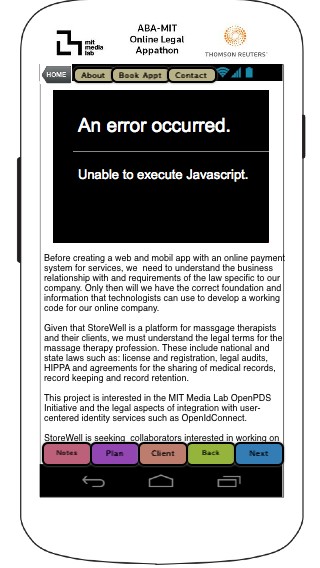 ABA-MIT
Online Legal
Appathon
mit
media
lab
THOMSON REUTERS
HOME
About
Book Appt
Contact
An error occurred.
Unable to execute Javascript.
Before creating a web and mobil app with an online payment
system for services, we  need to understand the business
relationship with and requirements of the law specific to our
company. Only then will we have the correct foundation and
information that technologists can use to develop a working
code for our online company.
Given that StoreWell is a platform for massgage therapists
and their clients, we must understand the legal terms for the
massage therapy profession. These include national and
state laws such as: license and registration, legal audits,
HIPPA and agreements for the sharing of medical records,
record keeping and record retention.
This project is interested in the MIT Media Lab OpenPDS
Initiative and the legal aspects of integration with user-
centered identity services such as OpenIdConnect.
StoreWell is seeking  collaborators interested in working on
Notes
Plan
Client
Back
Next